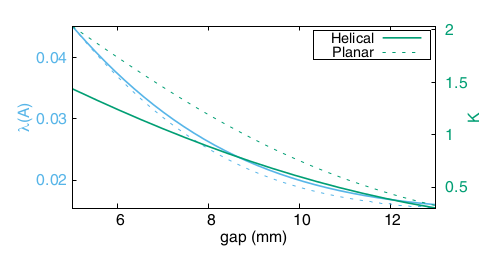 Helical
Planar
0.04
0.03
0.02
λ(A)
2
1.5
1
0.5
K
6
8
10
12
gap (mm)